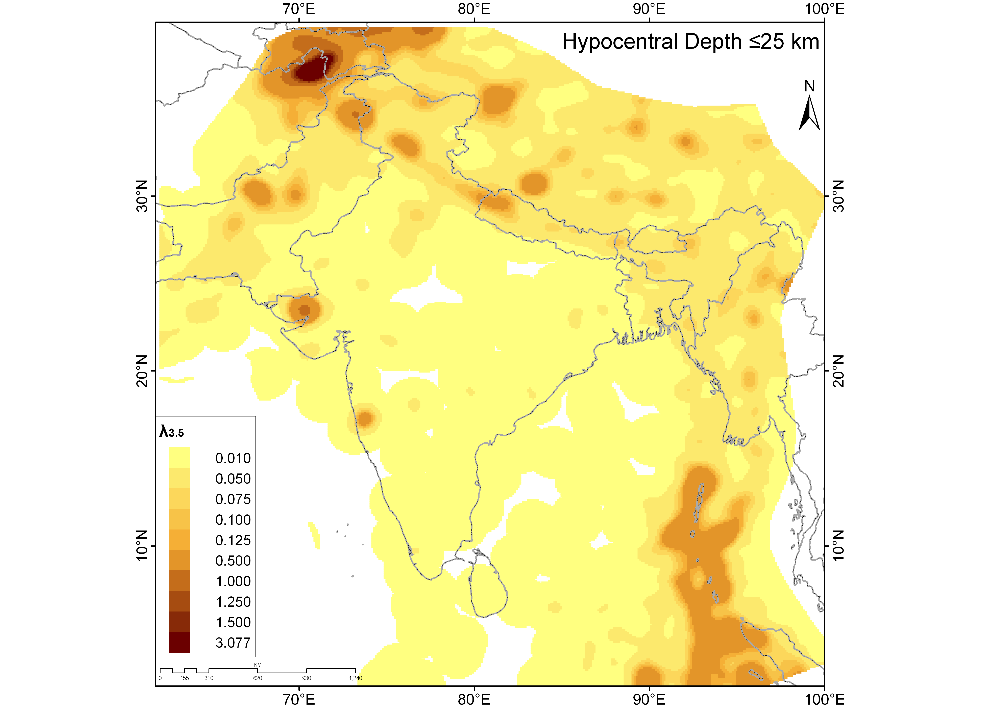 70°E 80°E 90°E 100°E
Hypocentral Depth ≤25 km
N
30°N 30°N
20°N 20°N
10°N 10°N
λ3.5
0.010
0.050
0.075
0.100
0.125
0.500
1.000
1.250
1.500
3.077
KM
0 155 310 620 930 1,240
70°E 80°E 90°E 100°E